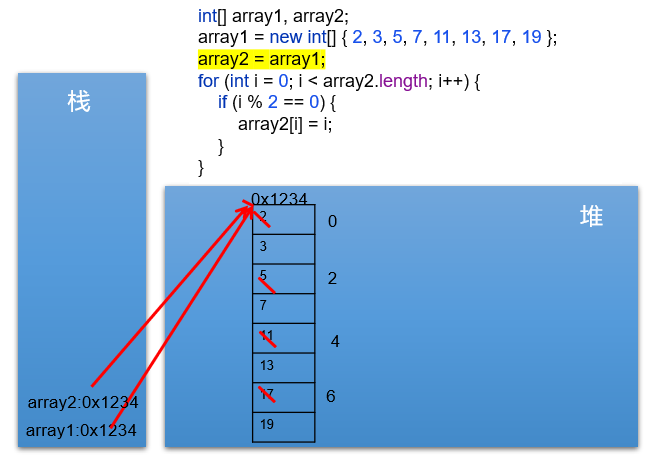 int[] array1, array2;
array1 = new int[] { 2, 3, 5, 7, 11, 13, 17, 19 };
array2 = array1;
for (int i = 0; i < array2.length; i++) {
if (i % 2 == 0) {
array2[i] = i;
}
}
栈
堆
0x1234
2 0
3
5 2
7
11 4
13
17 6
19
array2:0x1234
array1:0x1234